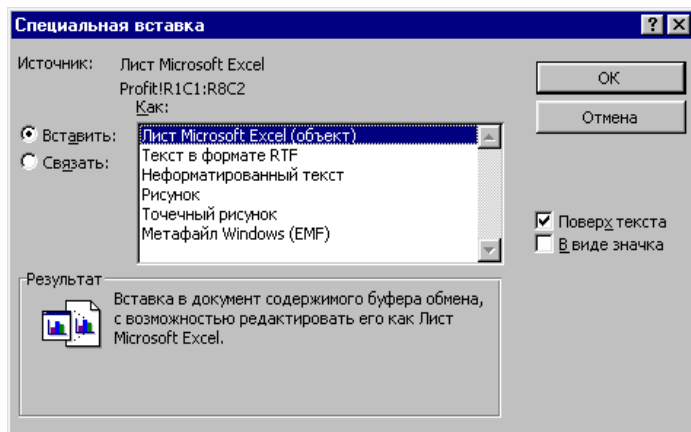 Специальная вставка
Источник: Лист Microsoft Excel
Profit!R1C1:R8C2
Как:
Вставить:
Связать:
Лист Microsoft Excel (объект)
Текст в формате RTF
Неформатированный текст
Рисунок
Точечный рисунок
Метафайл Windows (EMF)
ОК
Отмена
Поверх текста
В виде значка
Результат
Вставка в документ содержимого буфера обмена,
с возможностью редактировать его как Лист
Microsoft Excel.